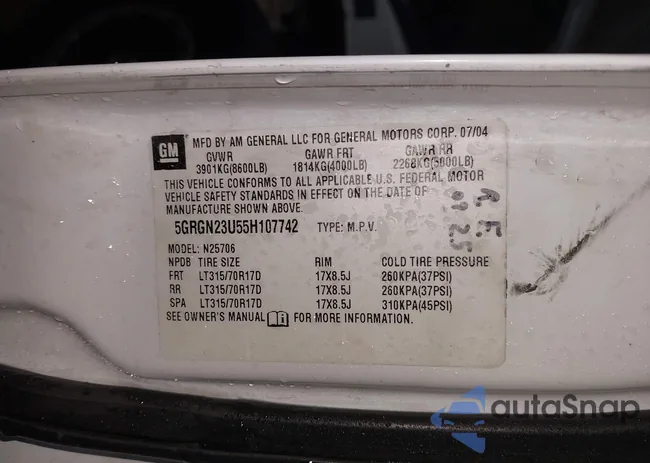 GM
MFD BY AM GENERAL LLC FOR GENERAL MOTORS CORP. 07/04
GVWR GAWR FRT GAWR RR
3901KG(8600LB) 1814KG(4000LB) 2268KG(5000LB)
THIS VEHICLE CONFORMS TO ALL APPLICABLE U.S. FEDERAL MOTOR
VEHICLE SAFETY STANDARDS IN EFFECT ON THE DATE OF
MANUFACTURE SHOWN ABOVE.
5GRGN23U55H107742 TYPE: M.P.V.
MODEL: N25706
NPDB TIRE SIZE RIM COLD TIRE PRESSURE
FRT LT315/70R17D 17X8.5J 260KPA(37PSI)
RR LT315/70R17D 17X8.5J 260KPA(37PSI)
SPA LT315/70R17D 17X8.5J 310KPA(45PSI)
SEE OWNER'S MANUAL FOR MORE INFORMATION.
autaSnap